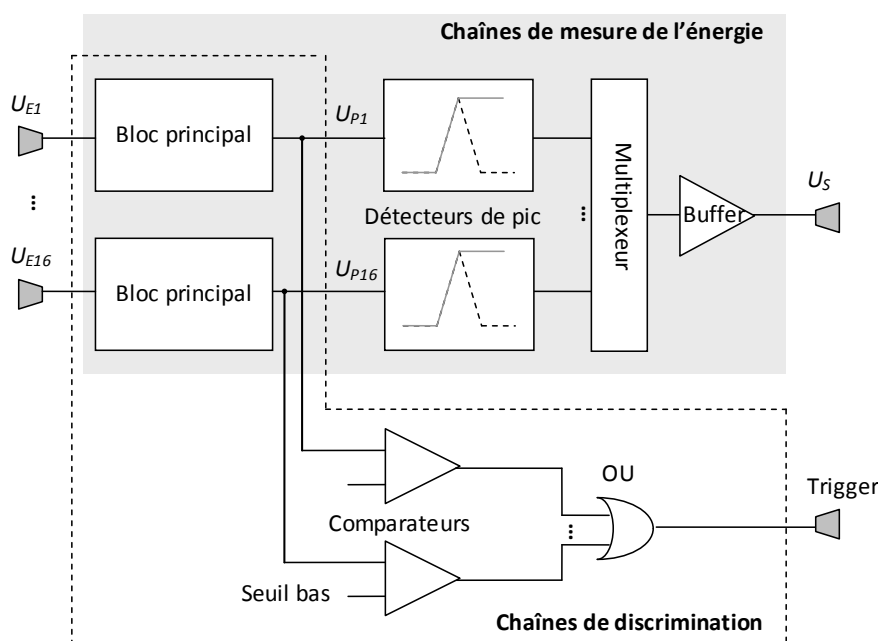 Chaînes de mesure de l'énergie
U_E1
Bloc principal
U_P1
...
Détecteurs de pic
...
Multiplexeur
Buffer
U_S
U_E16
Bloc principal
U_P16
OU
Trigger
Comparateurs
...
Seuil bas
Chaînes de discrimination